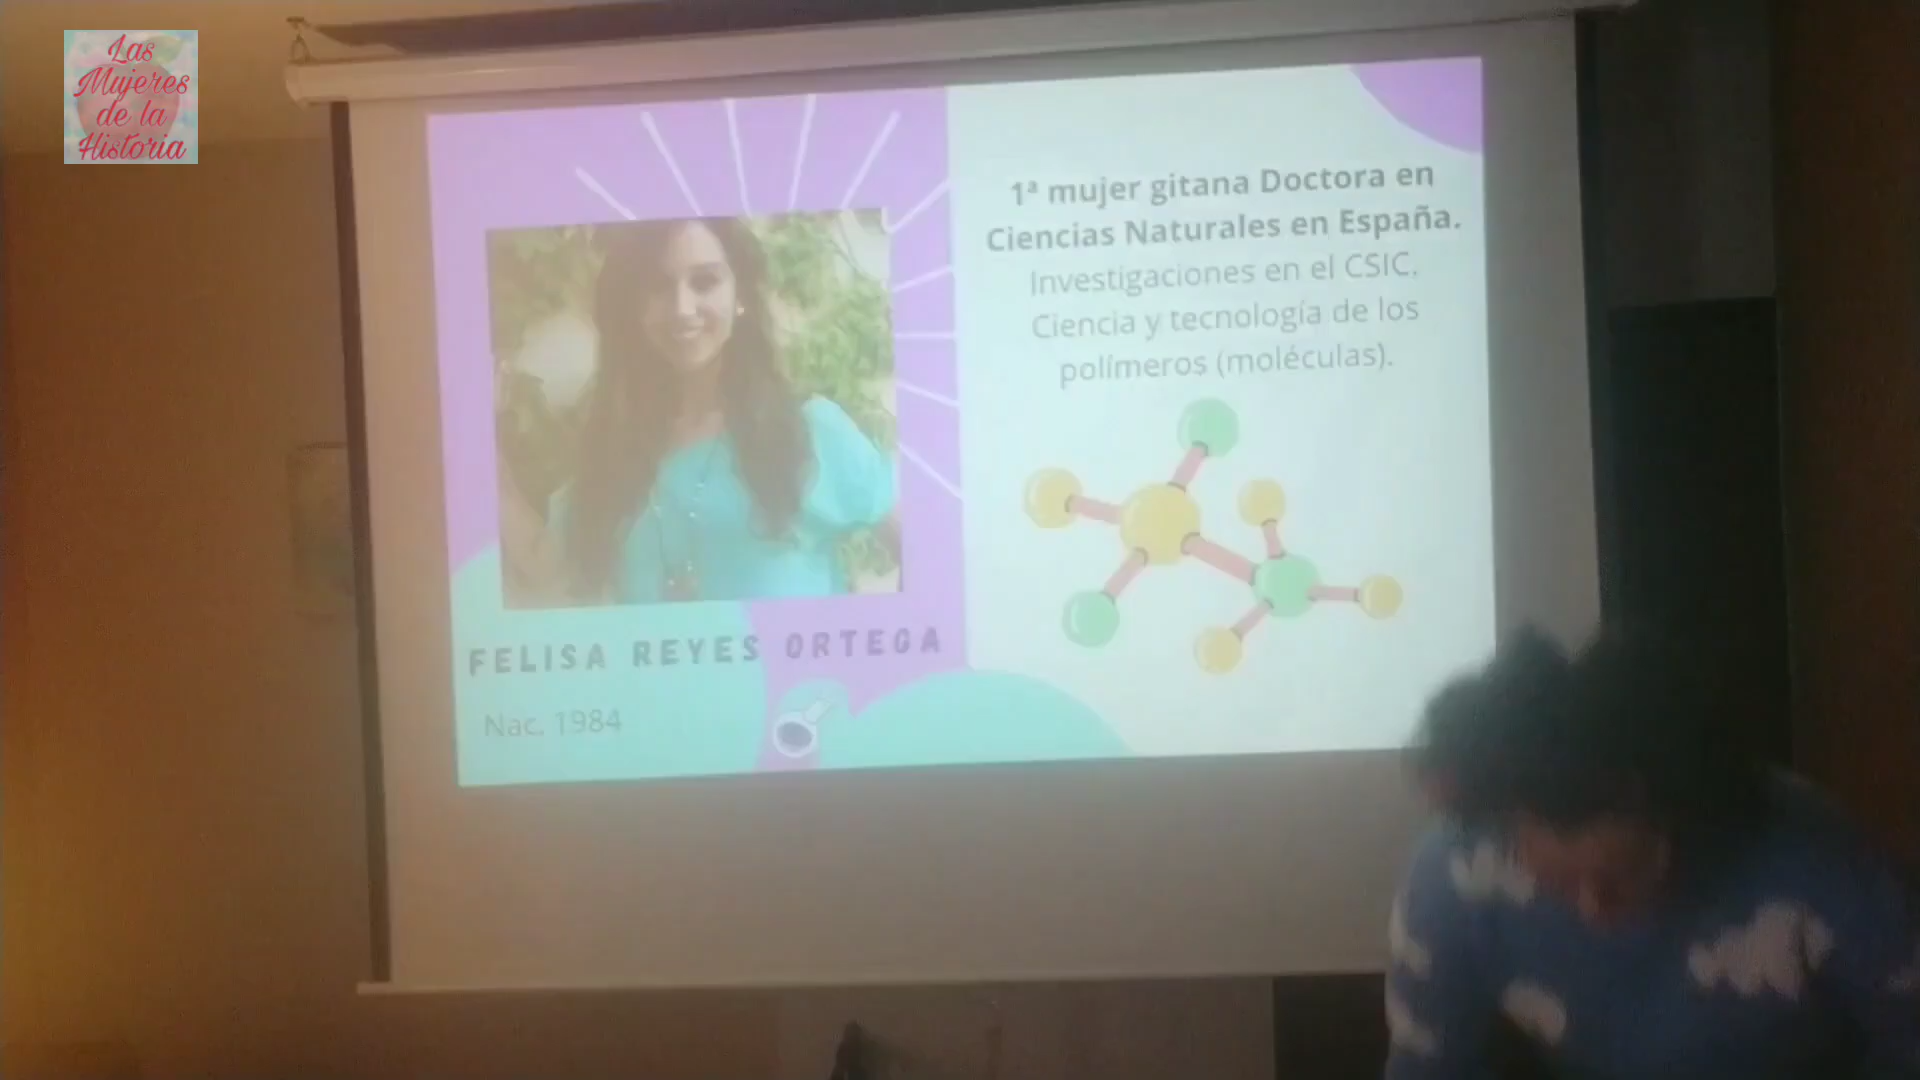 Las
Mujeres
de la
Historia
1ª mujer gitana Doctora en
Ciencias Naturales en España.
Investigaciones en el CSIC.
Ciencia y tecnología de los
polímeros (moléculas).
FELISA REYES ORTEGA
Nac. 1984